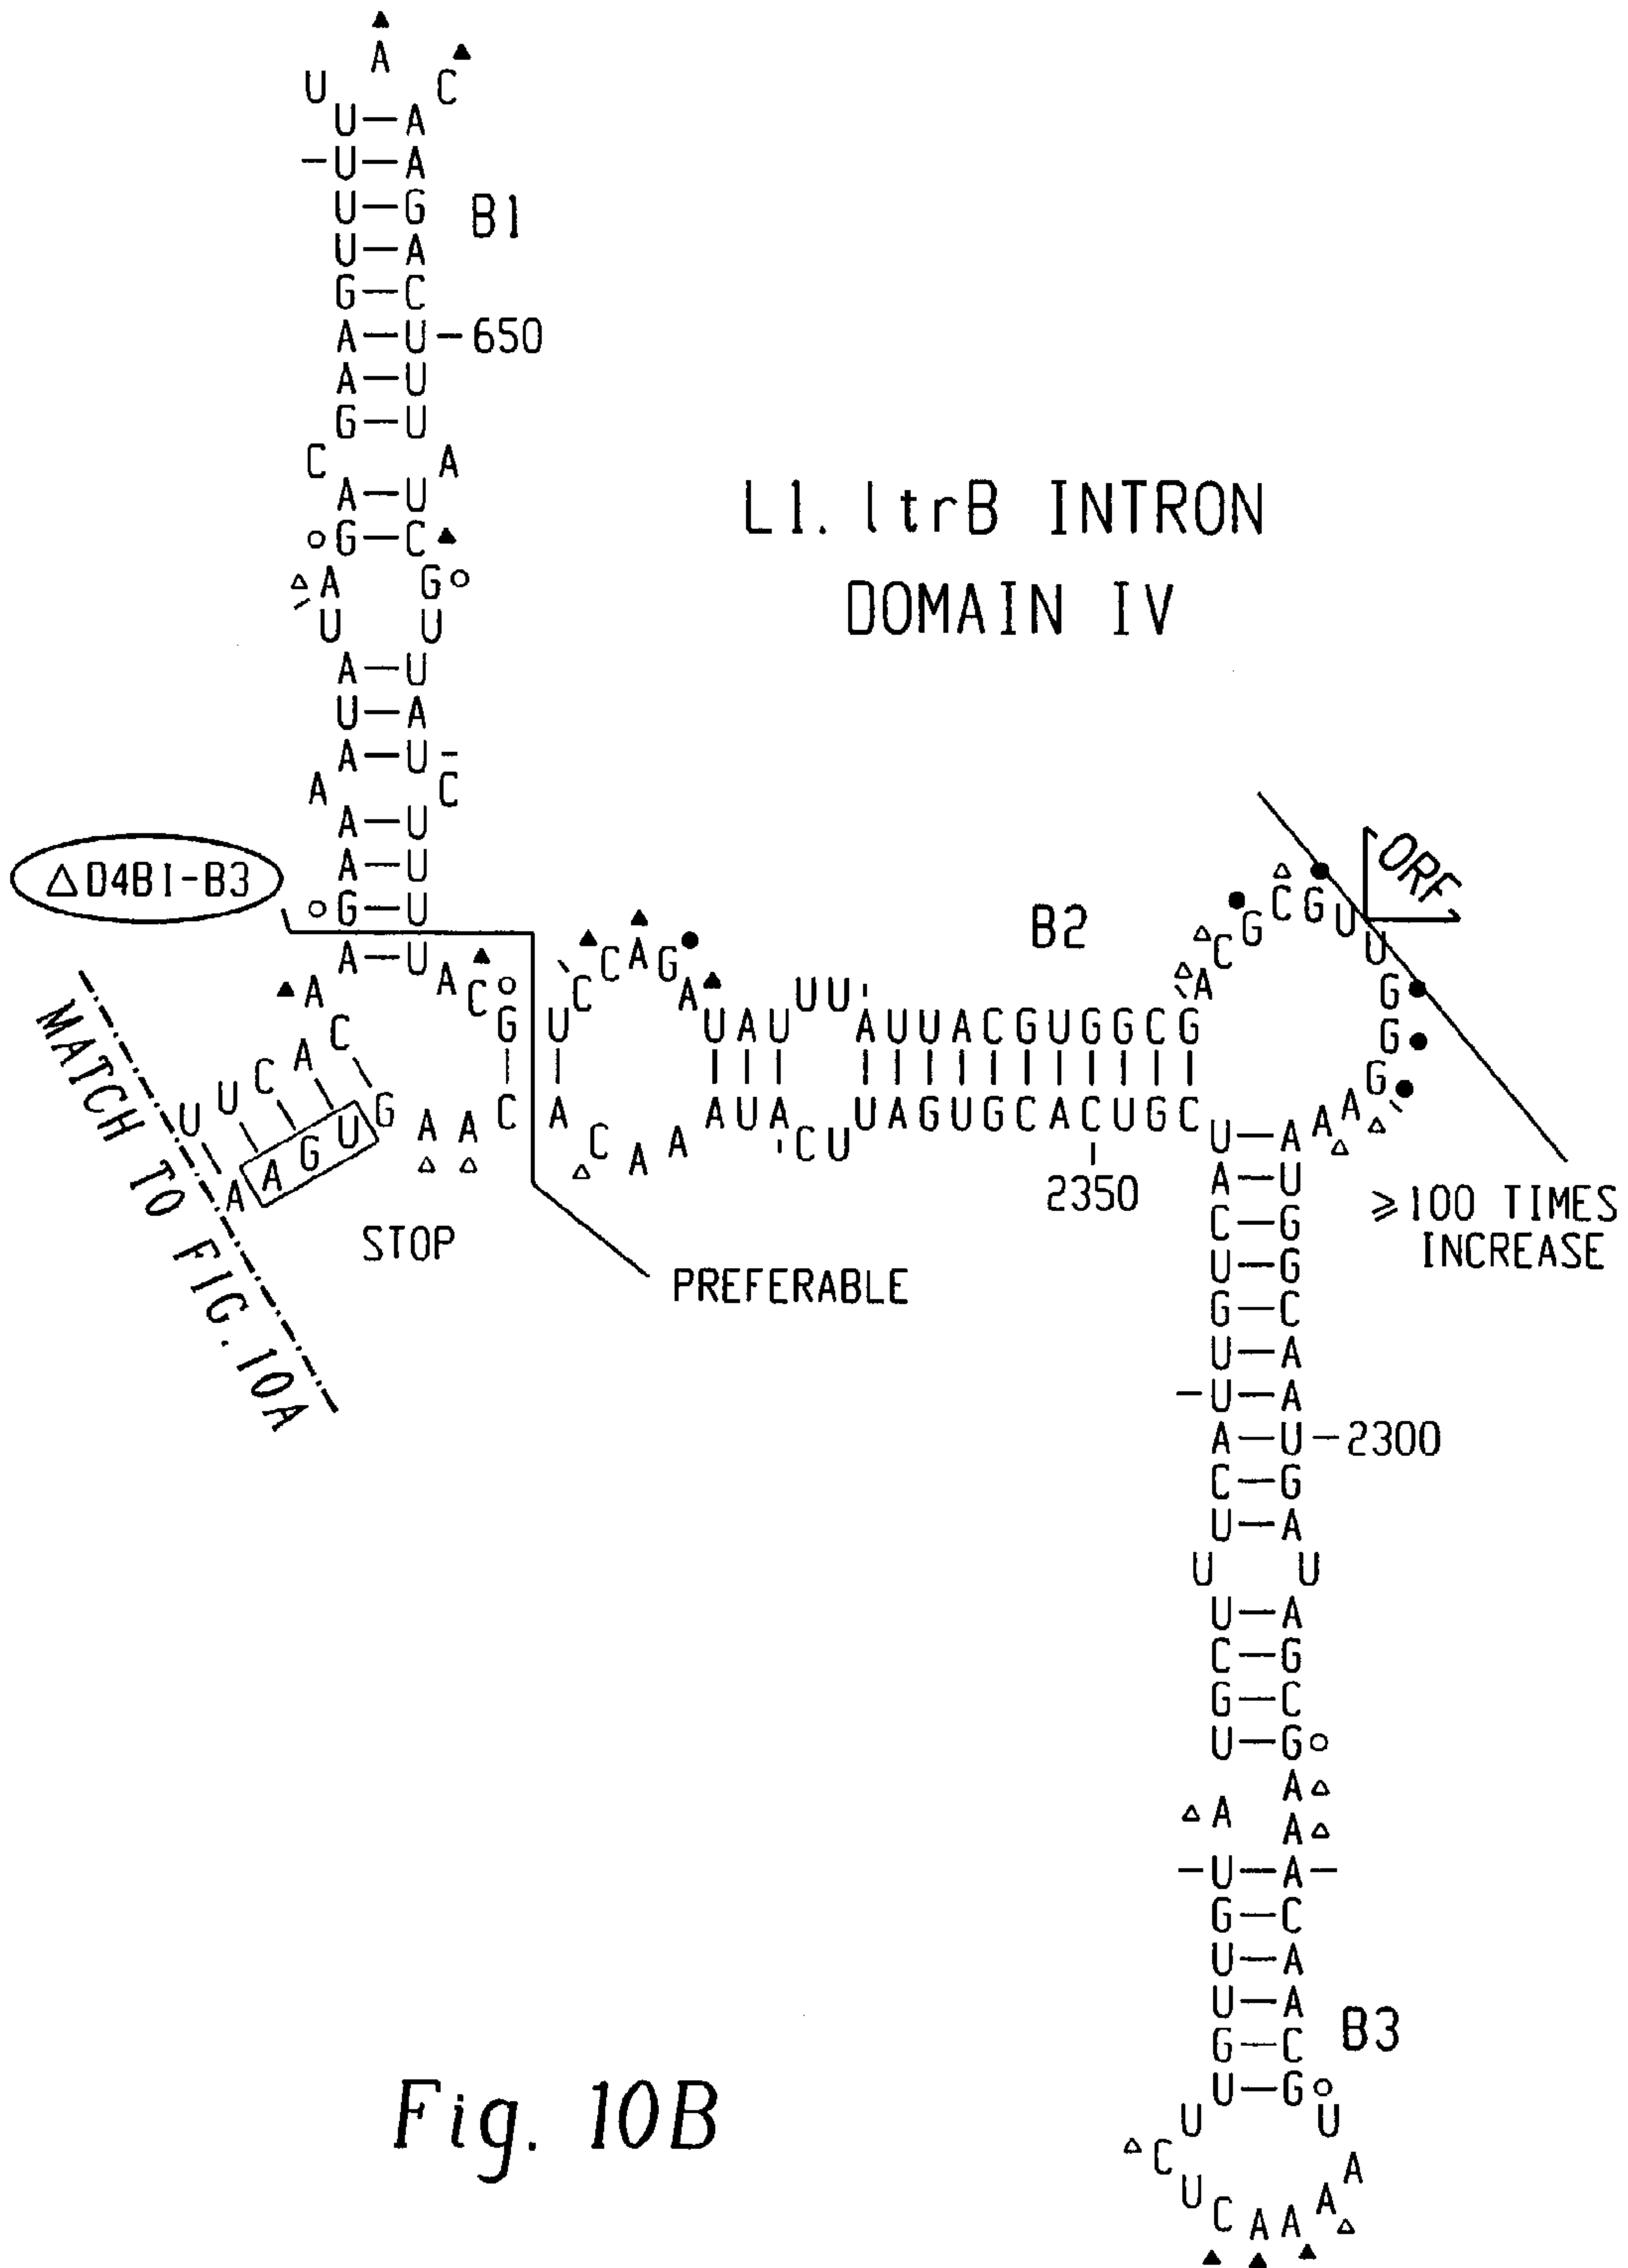 A
U C
U—A
-U—A
U—G
U—A
B1
G—C
A—U-650
A—U
G—U
C A
A—U
G—C
A G
U U
A—U
U—A
A—U-
A C
A—U
A—U
G—U
A—U
L1. ltrB INTRON
DOMAIN IV
△D4B1-B3
A C G U C C A G A U A U U U A U U A C G U G G C G A C G C G U U G G G A A A
B2
ORF
U U C A C A
A A G U G A A C A C A A A U A C U U A G U G C A C U G C
2350
STOP
PREFERABLE
MATCH TO FIG. 10A
≥100 TIMES
INCREASE
U—A
A—U
C—G
U—G
G—C
U—A
-U—A
A—U-2300
C—G
U—A
U U
U—A
C—G
G—C
U—G
A
A A
-U—A-
G—C
U—A
U—A
B3
G—C
U—G
U U
C A
U A
C A A
Fig. 10B